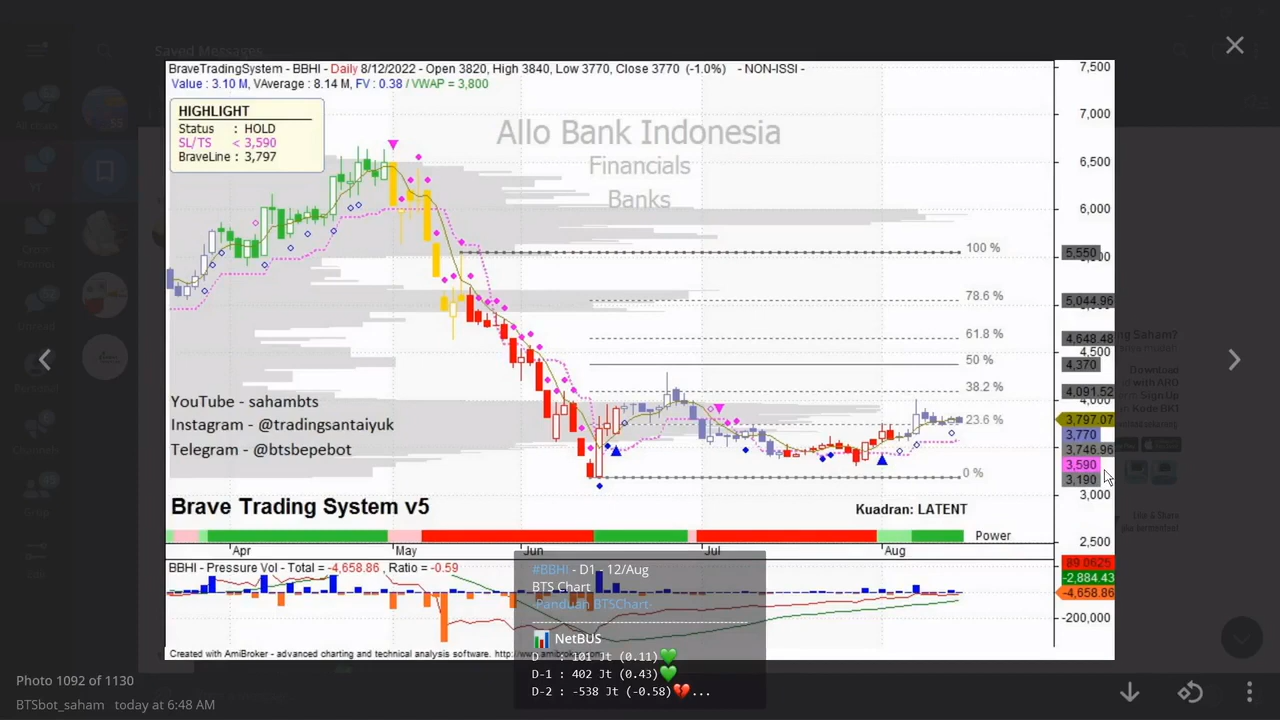 Saved Messages
BraveTradingSystem - BBHI - Daily 8/12/2022 - Open 3820, High 3840, Low 3770, Close 3770 (-1.0%) - NON-ISSI -
Value : 3.10 M, VAverage : 8.14 M, FV : 0.38 / VWAP = 3,800
HIGHLIGHT
Status : HOLD
SL/TS < 3,590
BraveLine : 3,797
Allo Bank Indonesia
Financials
Banks
7,500
7,000
6,500
6,000
5,550
5,044.96
4,648.48
4,500
4,370
4,091.52
4,000
3,797.07
3,770
3,746.96
3,590
3,190
3,000
2,500
100 %
78.6 %
61.8 %
50 %
38.2 %
23.6 %
0 %
YouTube - sahambts
Instagram - @tradingsantaiyuk
Telegram - @btsbepebot
Brave Trading System v5
Kuadran: LATENT
Power
Apr
May
Jun
Jul
Aug
BBHI - Pressure Vol - Total = -4,658.86, Ratio = -0.59
89.0625
-2,884.43
-4,658.86
-200,000
Created with AmiBroker - advanced charting and technical analysis software. http://www.amibroker.com
#BBHI - D1 - 12/Aug
BTS Chart
-Panduan BTSChart-
NetBUS
D : 101 Jt (0.11)💚
D-1 : 402 Jt (0.43)💚
D-2 : -538 Jt (-0.58)💔...
Photo 1092 of 1130
BTSbot_saham today at 6:48 AM